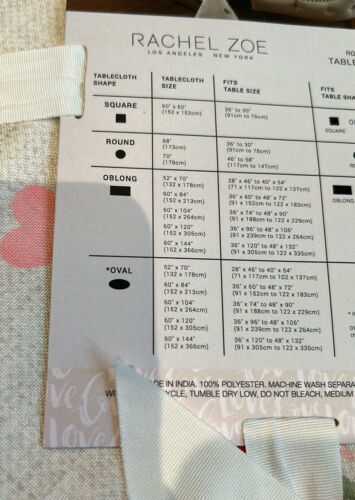 RACHEL ZOE
LOS ANGELES NEW YORK
TABLECLOTH SHAPE TABLECLOTH SIZE FITS TABLE SIZE
SQUARE 60" x 60" 36" to 30"
(152 x 152cm) (91cm to 76cm)
ROUND 68" 36" to 30"
(173cm) (91cm to 76cm)
70" 46" to 58"
(178cm) (117cm to 147cm)
OBLONG 52" x 70" 28" x 46" to 40" x 54"
(132 x 178cm) (71 x 117cm to 102 x 137cm)
60" x 84" 36" x 60" to 48" x 72"
(152 x 213cm) (91 x 152cm to 122 x 183cm)
60" x 104" 36" x 74" to 48" x 90"
(152 x 264cm) (91 x 188cm to 122 x 229cm)
60" x 120" 36" x 96" to 48" x 106"
(152 x 305cm) (91 x 239cm to 122 x 264cm)
60" x 144" 36" x 120" to 48" x 132"
(152 x 366cm) (91 x 305cm to 122 x 335cm)
*OVAL 52" x 70" 28" x 46" to 40" x 54"
(132 x 178cm) (71 x 117cm to 102 x 137cm)
60" x 84" 36" x 60" to 48" x 72"
(152 x 213cm) (91 x 152cm to 122 x 183cm)
60" x 104" 36" x 74" to 48" x 90"
(152 x 264cm) (91 x 188cm to 122 x 229cm)
60" x 120" 36" x 96" to 48" x 106"
(152 x 305cm) (91 x 239cm to 122 x 264cm)
60" x 144" 36" x 120" to 48" x 132"
(152 x 366cm) (91 x 305cm to 122 x 335cm)
TABL
FITS
TABLE SHAP
SQUARE
OBLONG
DE IN INDIA. 100% POLYESTER. MACHINE WASH SEPARA
CYCLE, TUMBLE DRY LOW, DO NOT BLEACH, MEDIUM
Love